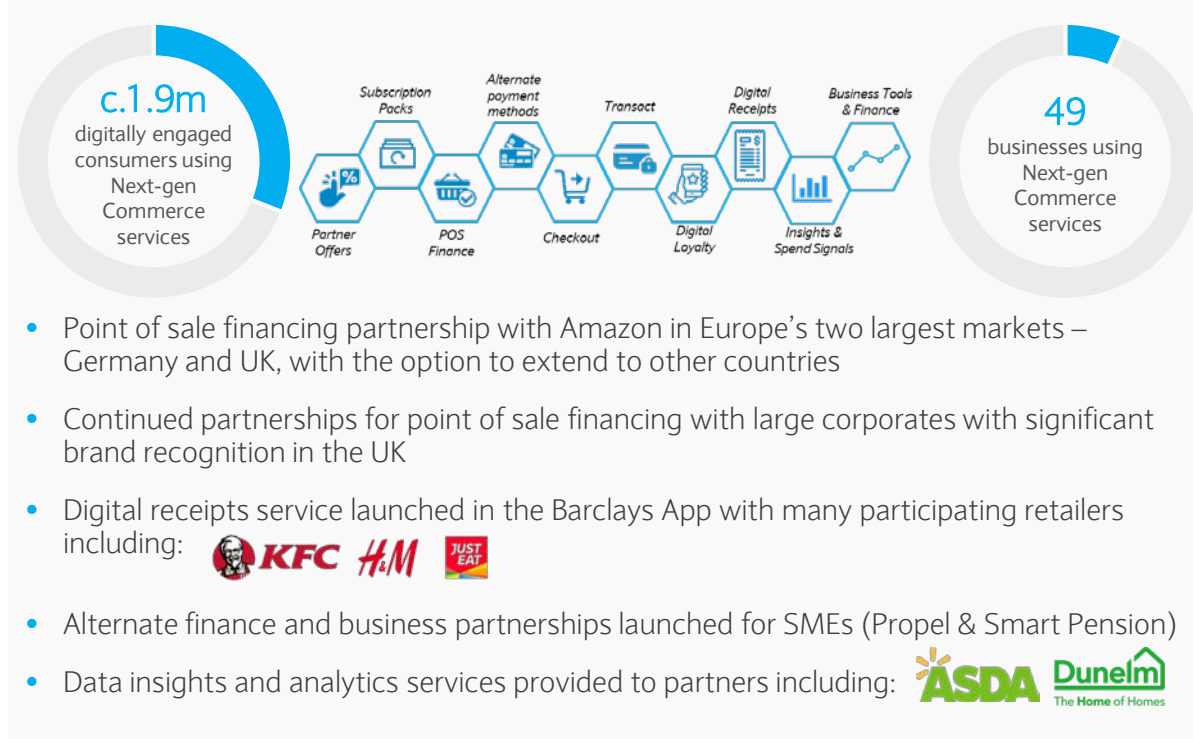 c.1.9m
digitally engaged
consumers using
Next-gen
Commerce
services
Subscription
Packs
Alternate
payment
methods
Transact
Digital
Receipts
Business Tools
& Finance
Partner
Offers
POS
Finance
Checkout
Digital
Loyalty
Insights &
Spend Signals
49
businesses using
Next-gen
Commerce
services
• Point of sale financing partnership with Amazon in Europe’s two largest markets –
Germany and UK, with the option to extend to other countries
• Continued partnerships for point of sale financing with large corporates with significant
brand recognition in the UK
• Digital receipts service launched in the Barclays App with many participating retailers
including: KFC H&M JUST EAT
• Alternate finance and business partnerships launched for SMEs (Propel & Smart Pension)
• Data insights and analytics services provided to partners including: ASDA Dunelm
The Home of Homes